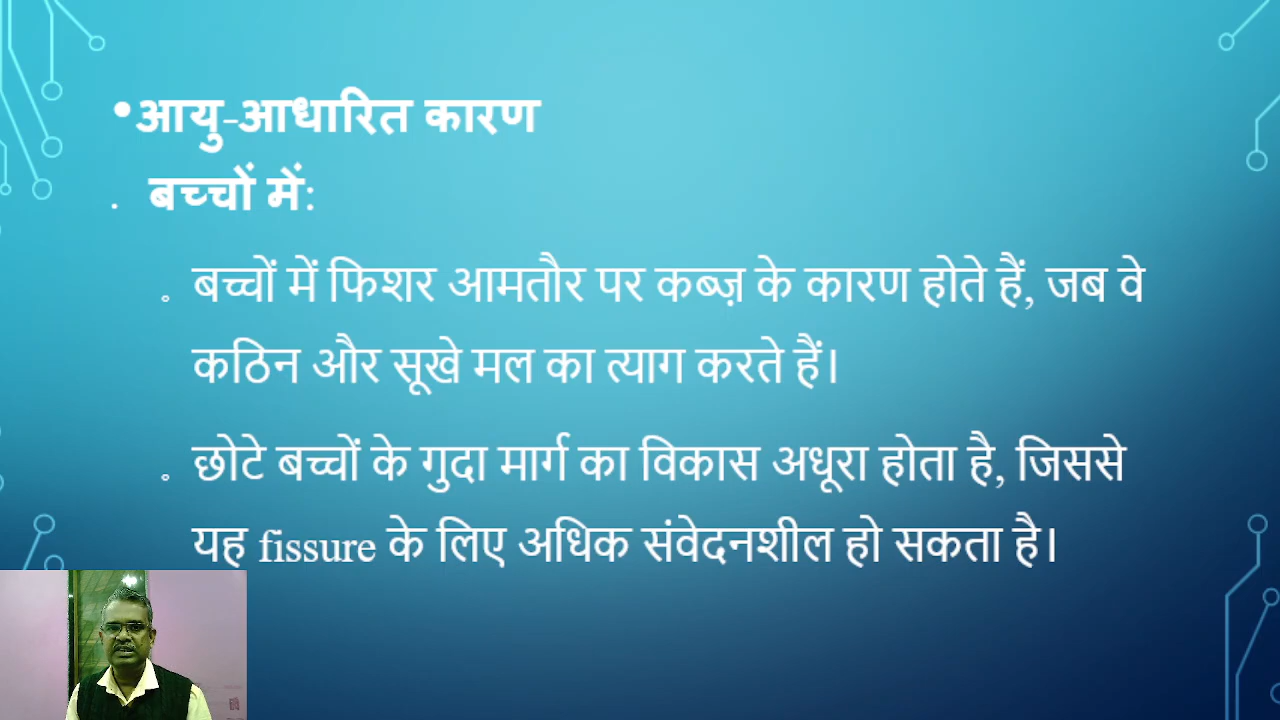 •आयु-आधारित कारण
. बच्चों में:
. बच्चों में फिशर आमतौर पर कब्ज़ के कारण होते हैं, जब वे
कठिन और सूखे मल का त्याग करते हैं।
. छोटे बच्चों के गुदा मार्ग का विकास अधूरा होता है, जिससे
यह fissure के लिए अधिक संवेदनशील हो सकता है।